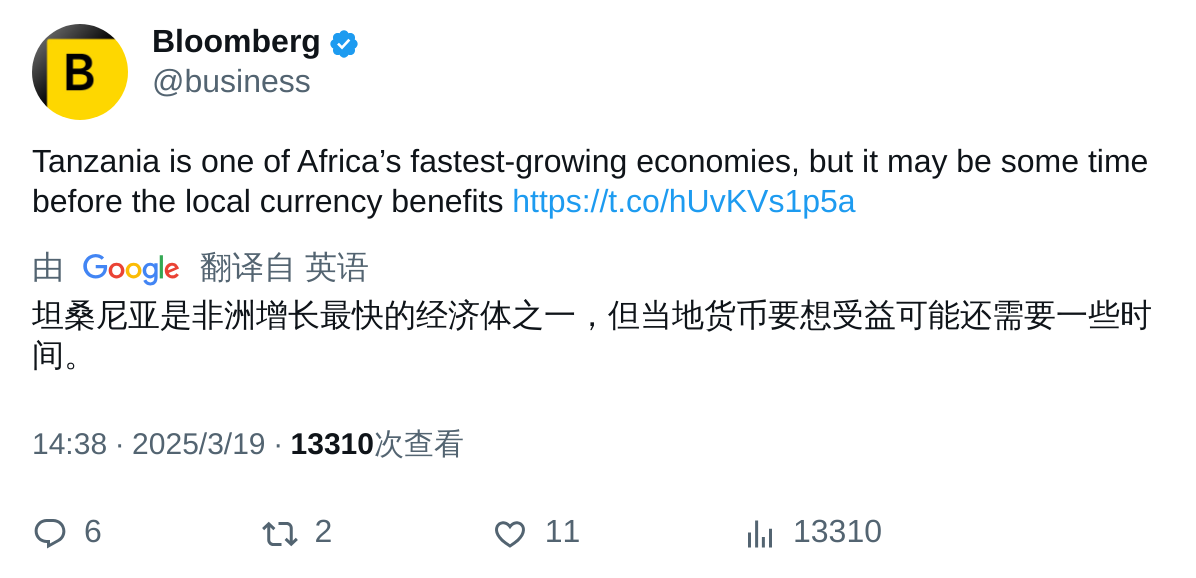 B
Bloomberg
@business
Tanzania is one of Africa’s fastest-growing economies, but it may be some time
before the local currency benefits https://t.co/hUvKVs1p5a
由 Google 翻译自 英语
坦桑尼亚是非洲增长最快的经济体之一，但当地货币要想受益可能还需要一些时
间。
14:38 · 2025/3/19 · 13310次查看
6 2 11 13310